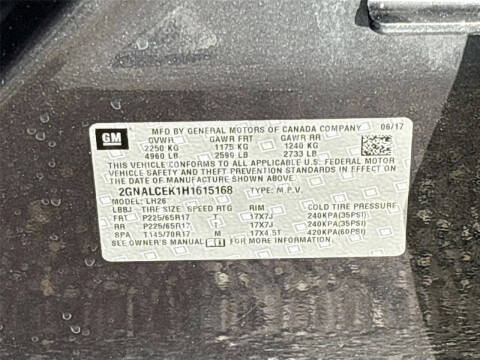 GM
MFD BY GENERAL MOTORS OF CANADA COMPANY 06/17
GVWR GAWR FRT GAWR RR
2250 KG 1175 KG 1240 KG
4960 LB 2590 LB 2733 LB
THIS VEHICLE CONFORMS TO ALL APPLICABLE U.S. FEDERAL MOTOR
VEHICLE SAFETY AND THEFT PREVENTION STANDARDS IN EFFECT ON
THE DATE OF MANUFACTURE SHOWN ABOVE.
2GNALCEK1H1615168 TYPE: M.P.V.
MODEL: LH26
LBBJ TIRE SIZE SPEED RTG RIM COLD TIRE PRESSURE
FRT P225/65R17 T 17X7J 240KPA(35PSI)
RR P225/65R17 T 17X7J 240KPA(35PSI)
SPA T145/70R17 M 17X4.5T 420KPA(60PSI)
SEE OWNER'S MANUAL FOR MORE INFORMATION.